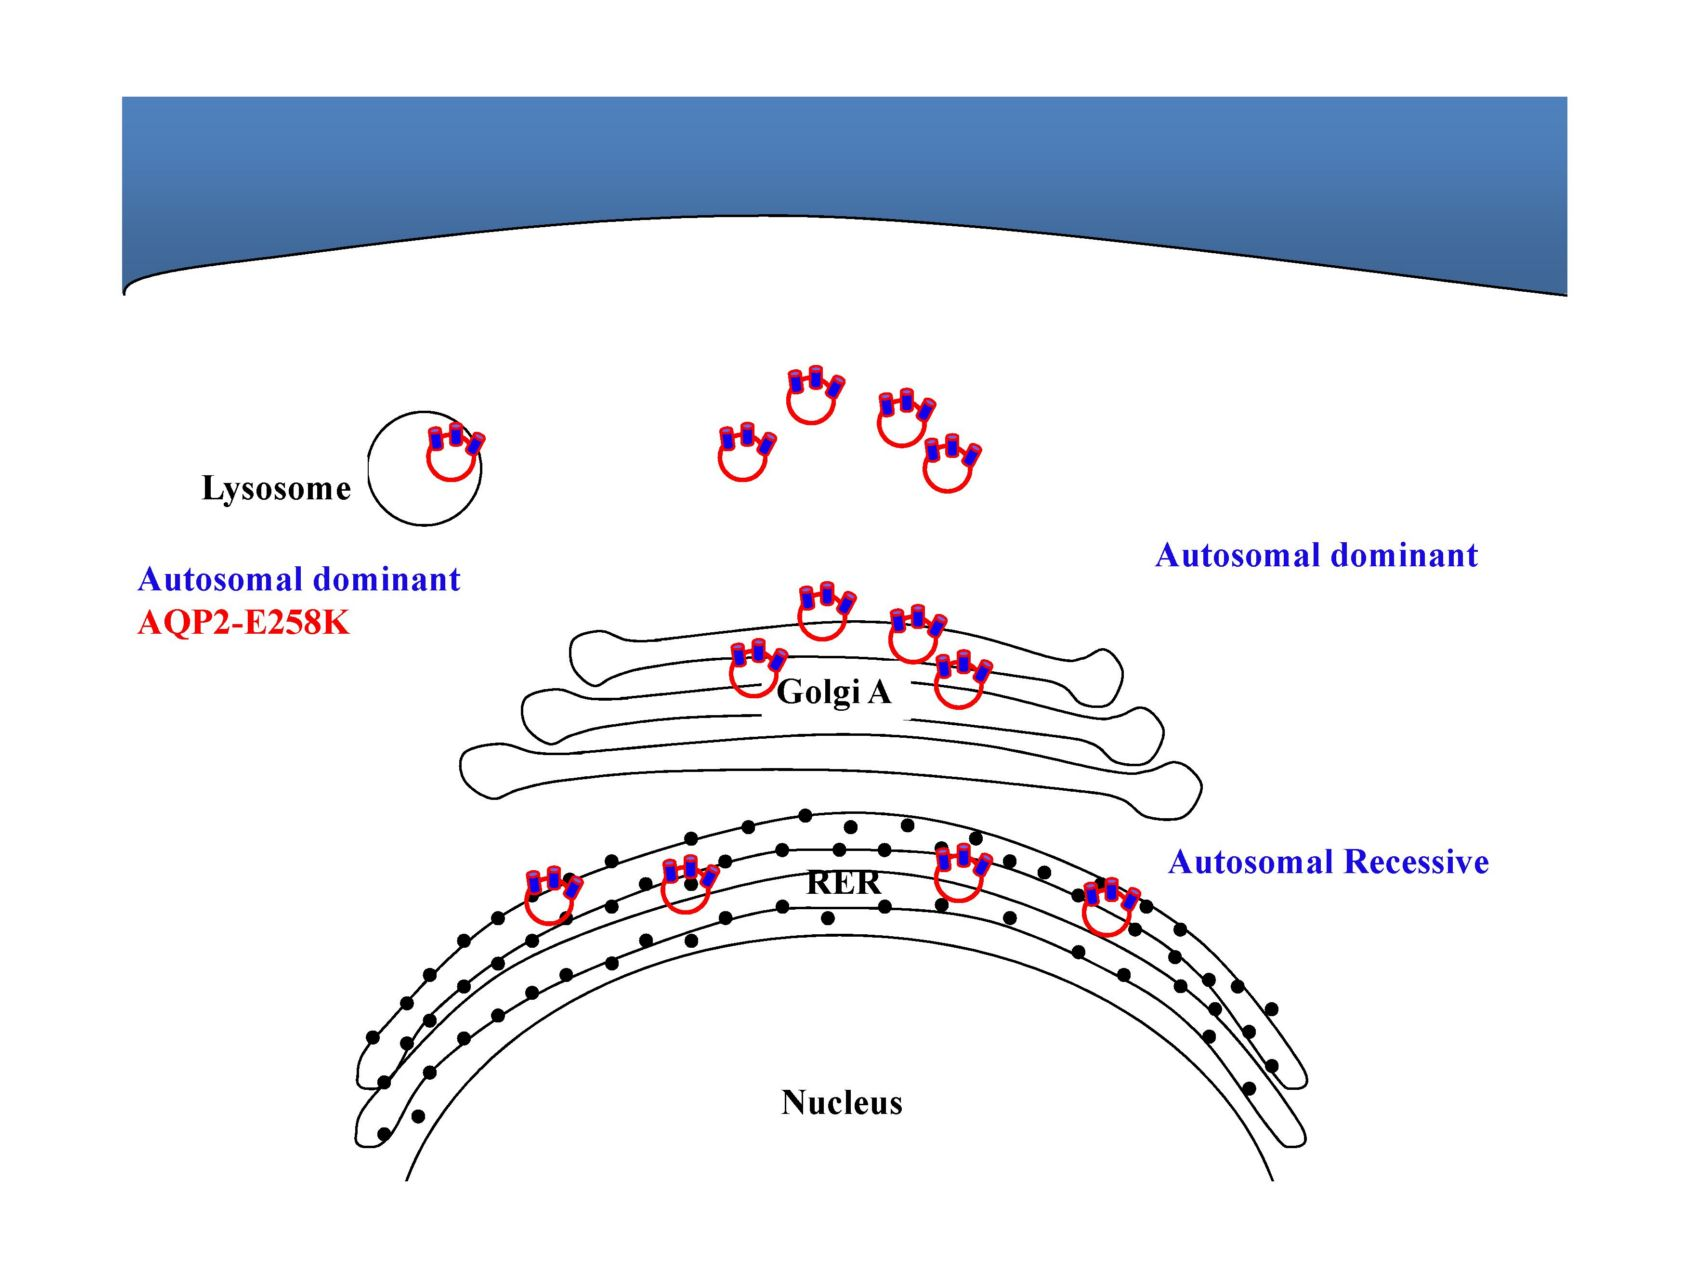 Lysosome
Autosomal dominant
Autosomal dominant
AQP2-E258K
Golgi A
Autosomal Recessive
RER
Nucleus